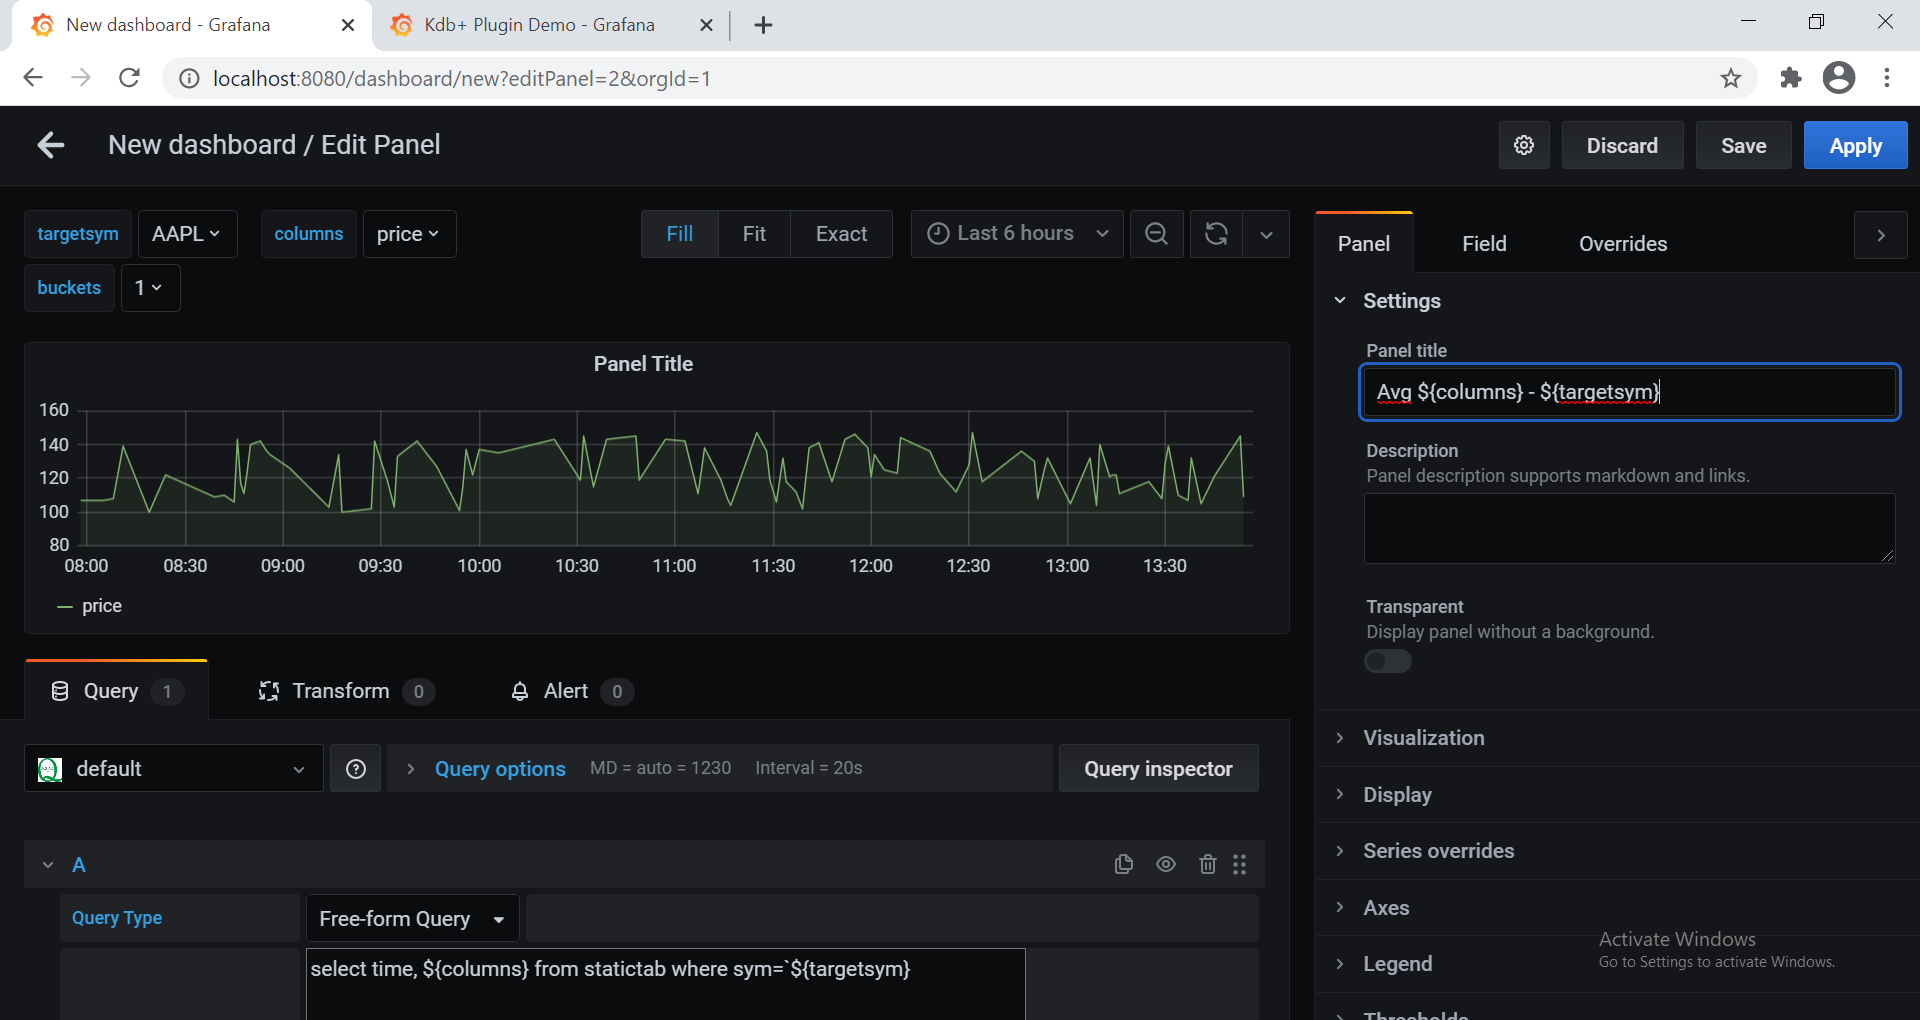 New dashboard - Grafana
Kdb+ Plugin Demo - Grafana
localhost:8080/dashboard/new?editPanel=2&orgId=1
New dashboard / Edit Panel
Discard
Save
Apply
targetsym
AAPL
columns
price
Fill
Fit
Exact
Last 6 hours
buckets
1
Panel Title
160
140
120
100
80
08:00 08:30 09:00 09:30 10:00 10:30 11:00 11:30 12:00 12:30 13:00 13:30
price
Query 1
Transform 0
Alert 0
default
Query options MD = auto = 1230 Interval = 20s
Query inspector
A
Query Type
Free-form Query
select time, ${columns} from statictab where sym=`${targetsym}
Panel
Field
Overrides
Settings
Panel title
Avg ${columns} - ${targetsym}
Description
Panel description supports markdown and links.
Transparent
Display panel without a background.
Visualization
Display
Series overrides
Axes
Legend
Thresholds
Activate Windows
Go to Settings to activate Windows.